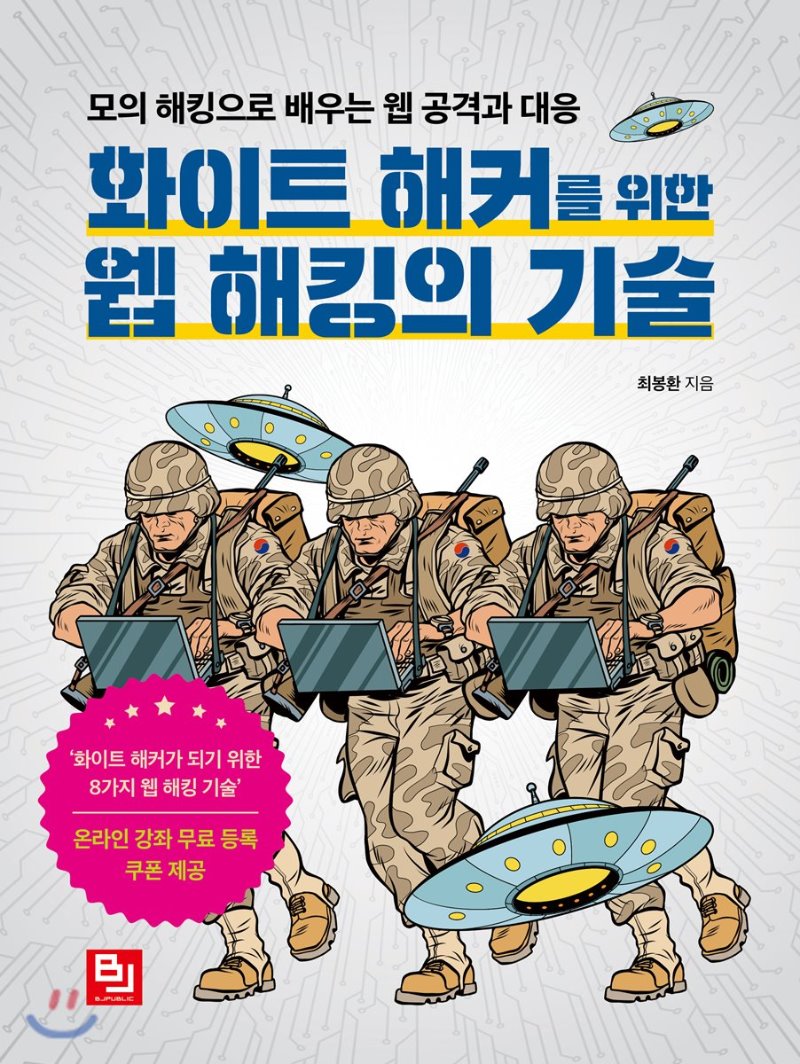 모의 해킹으로 배우는 웹 공격과 대응
화이트 해커를 위한
웹 해킹의 기술
최봉환 지음
‘화이트 해커가 되기 위한
8가지 웹 해킹 기술’
온라인 강좌 무료 등록
쿠폰 제공
BJ
BJPUBLIC